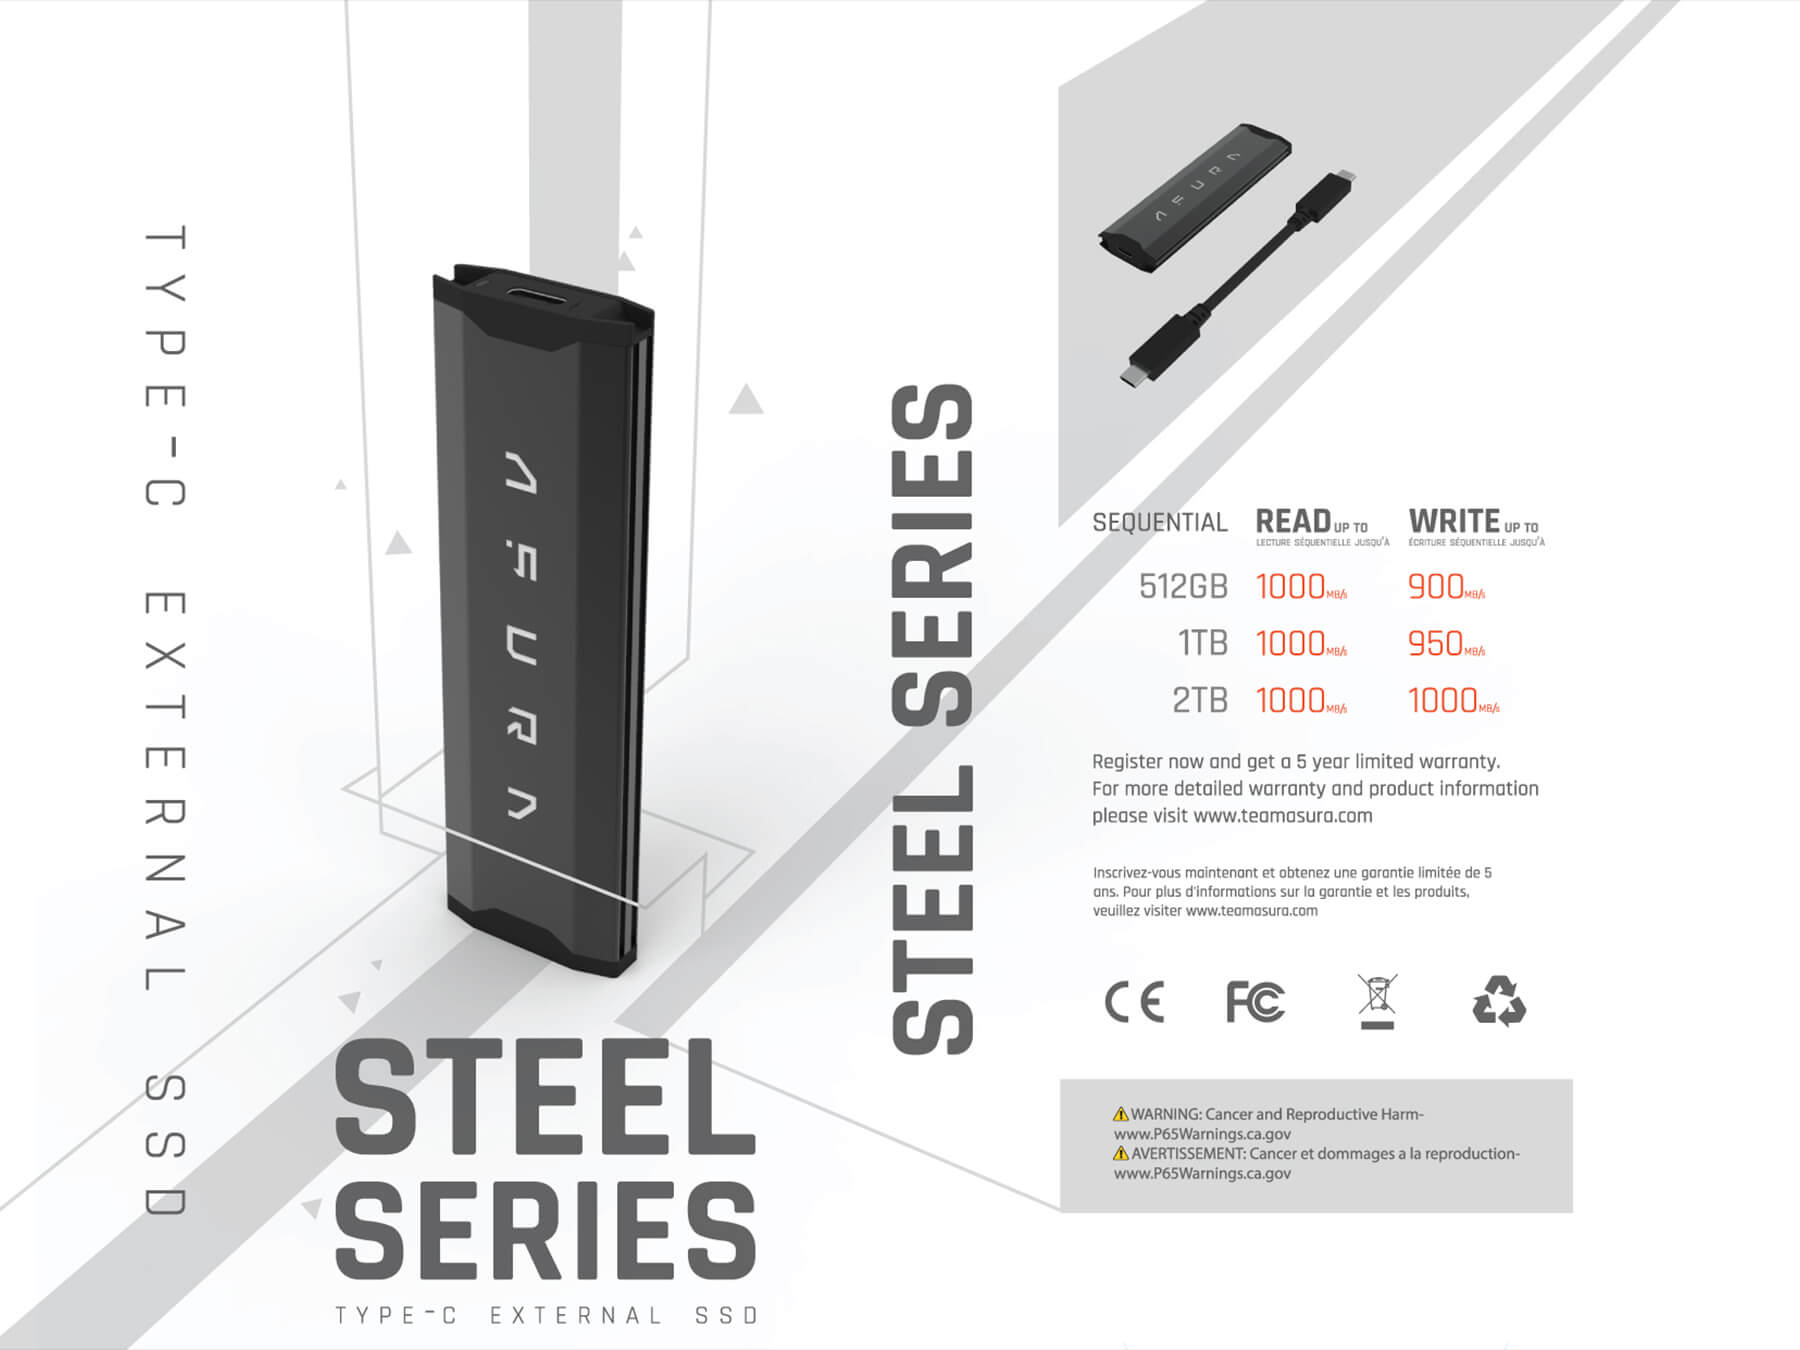 TYPE-C EXTERNAL SSD
ASURA
STEEL
SERIES
TYPE-C EXTERNAL SSD
STEEL SERIES
ASURA
SEQUENTIAL READ UP TO WRITE UP TO
LECTURE SÉQUENTIELLE JUSQU'À ÉCRITURE SÉQUENTIELLE JUSQU'À
512GB 1000MB/s 900MB/s
1TB 1000MB/s 950MB/s
2TB 1000MB/s 1000MB/s
Register now and get a 5 year limited warranty.
For more detailed warranty and product information
please visit www.teamasura.com
Inscrivez-vous maintenant et obtenez une garantie limitée de 5
ans. Pour plus d'informations sur la garantie et les produits,
veuillez visiter www.teamasura.com
CE FC
WARNING: Cancer and Reproductive Harm-
www.P65Warnings.ca.gov
AVERTISSEMENT: Cancer et dommages a la reproduction-
www.P65Warnings.ca.gov